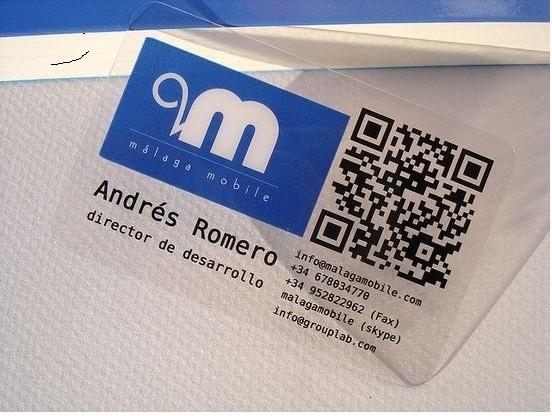 m
málaga mobile
Andrés Romero
director de desarrollo
info@malagamobile.com
+34 678034770
+34 952822962 (Fax)
malagamobile (skype)
info@grouplab.com